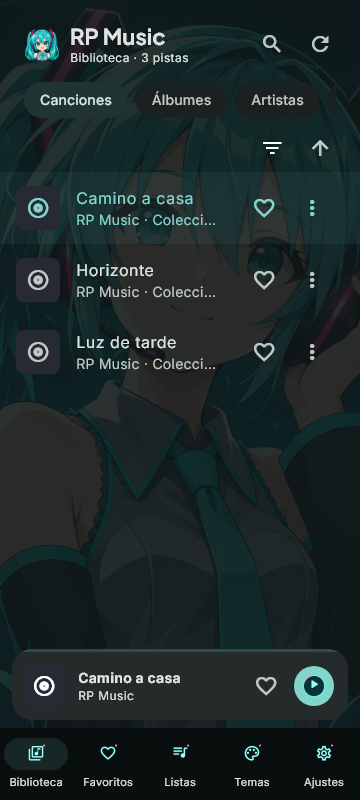 RP Music
Biblioteca · 3 pistas
Canciones
Álbumes
Artistas
Camino a casa
RP Music · Colecci...
Horizonte
RP Music · Colecci...
Luz de tarde
RP Music · Colecci...
Camino a casa
RP Music
Biblioteca
Favoritos
Listas
Temas
Ajustes